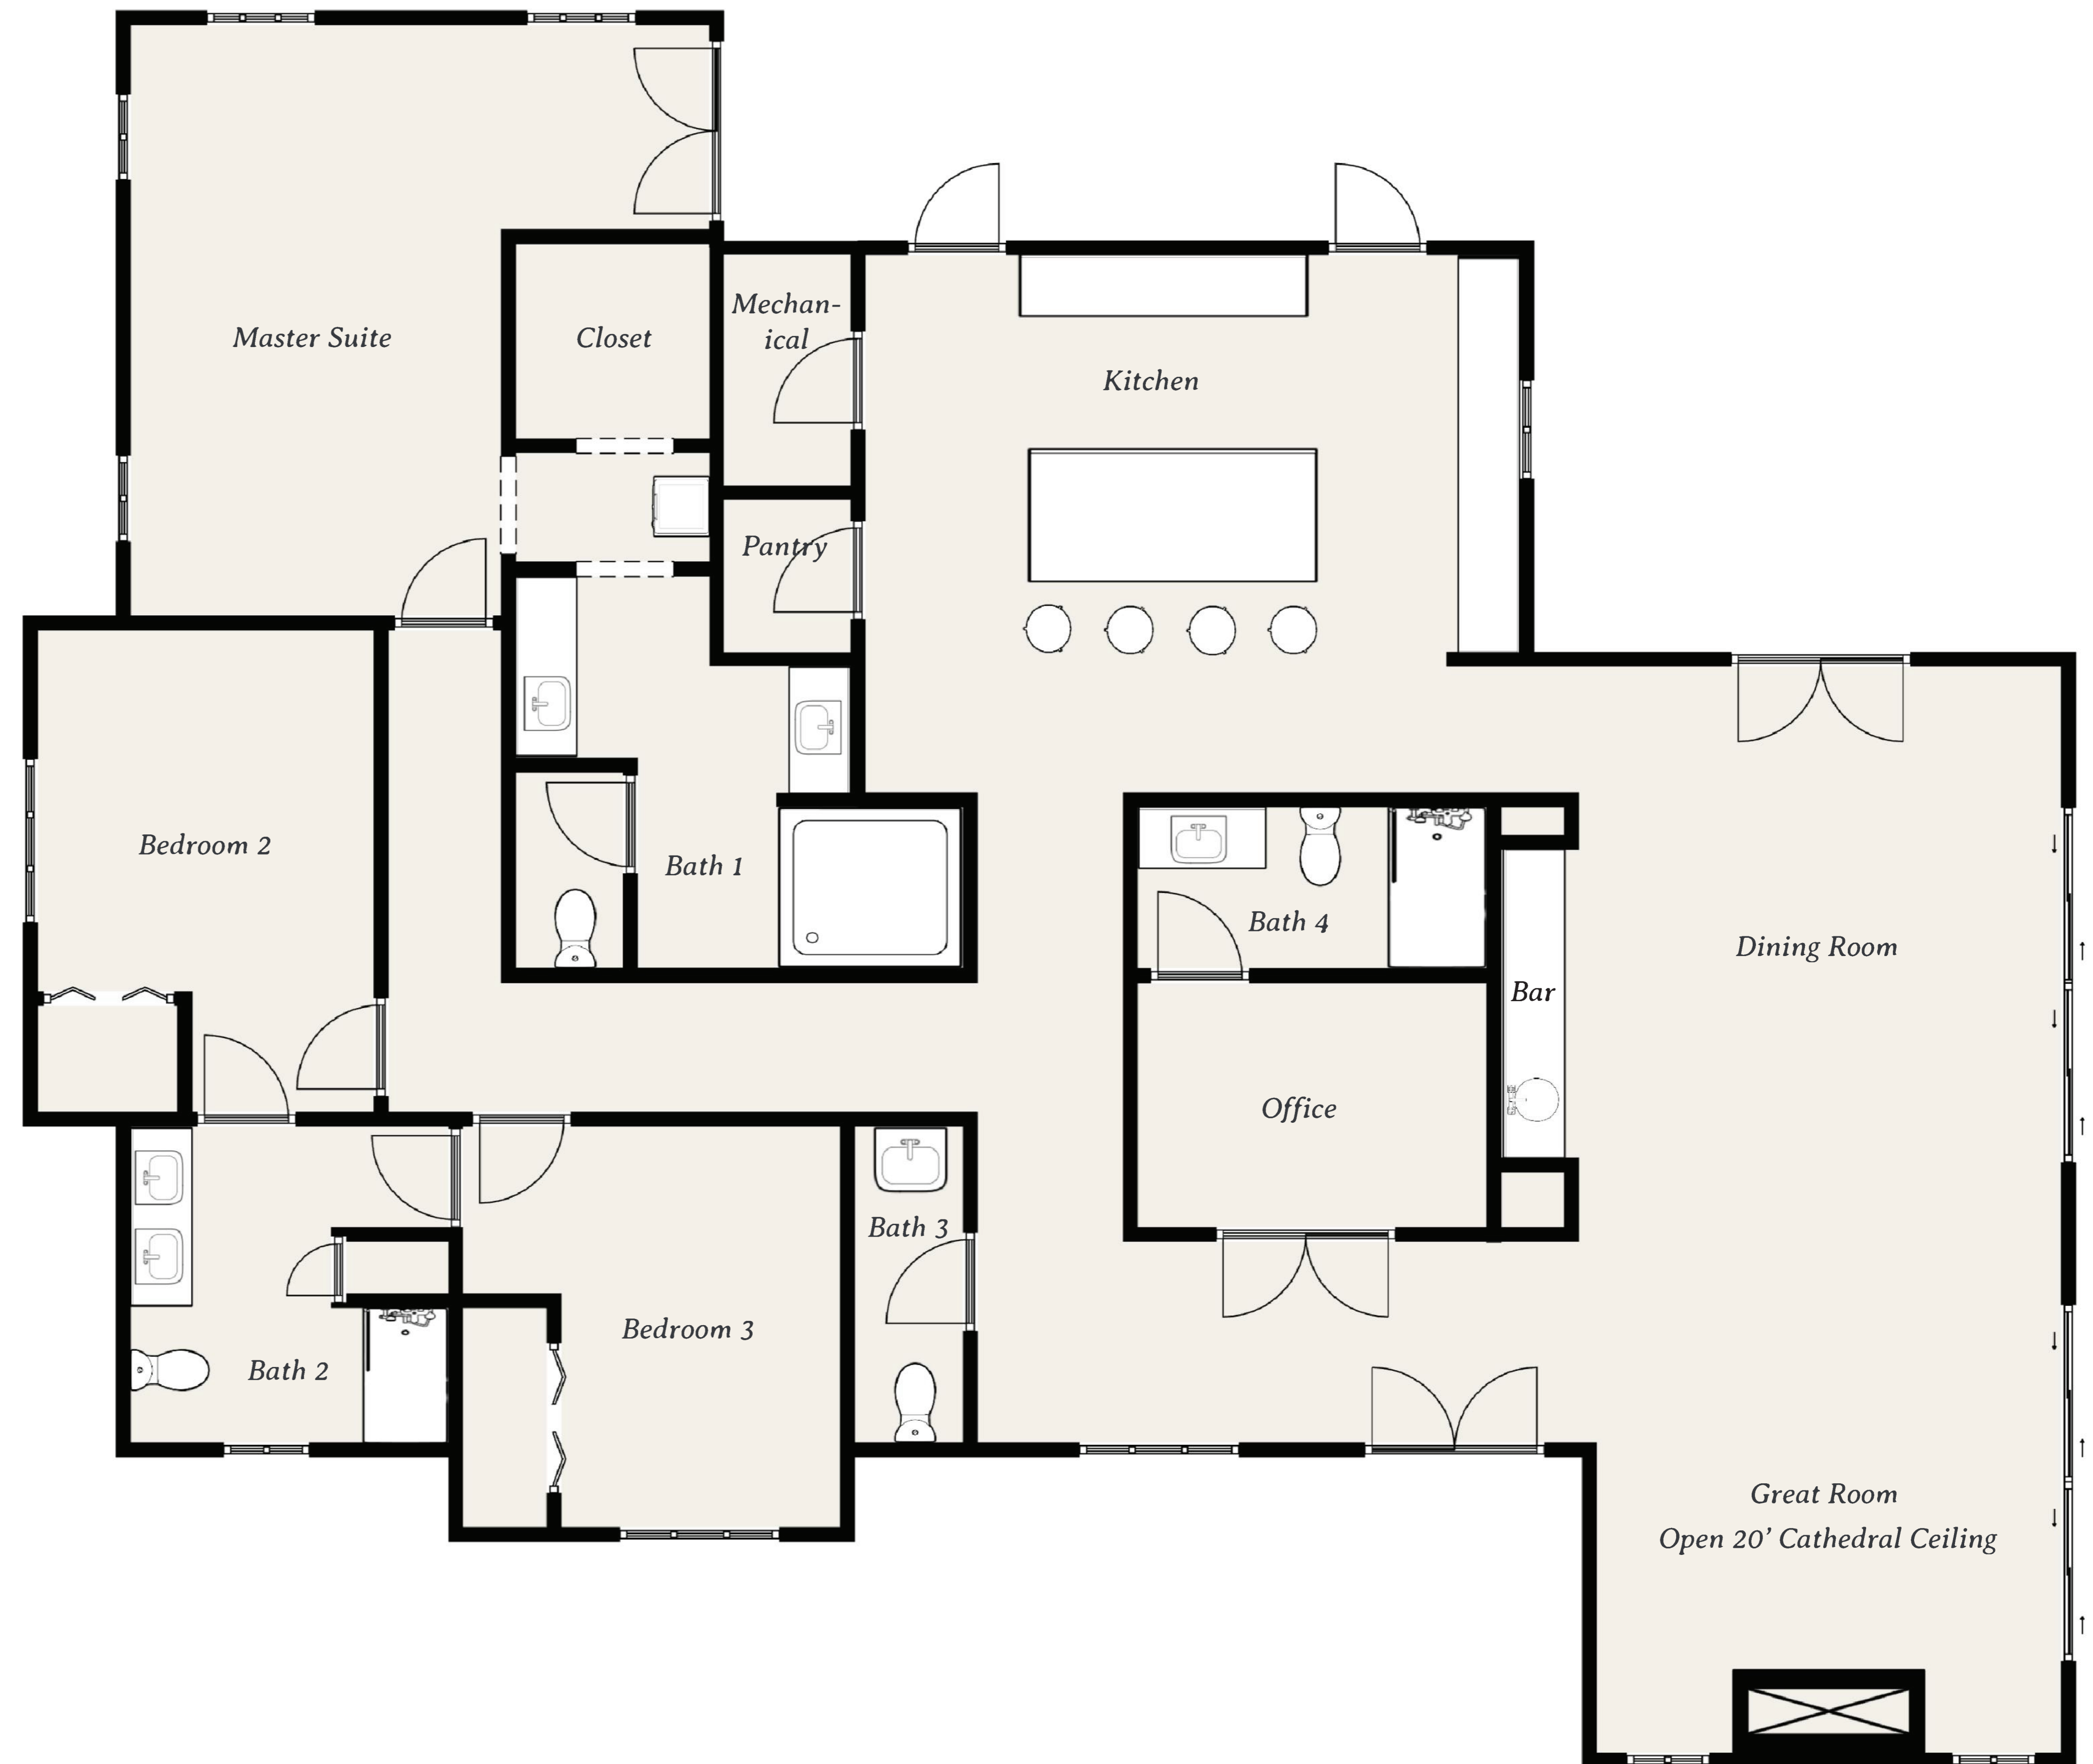 Mechan-
ical
Master Suite
Closet
Kitchen
Pantry
Bedroom 2
Bath 1
Bath 4
Dining Room
Bar
Office
Bath 3
Bedroom 3
Bath 2
Great Room
Open 20’ Cathedral Ceiling